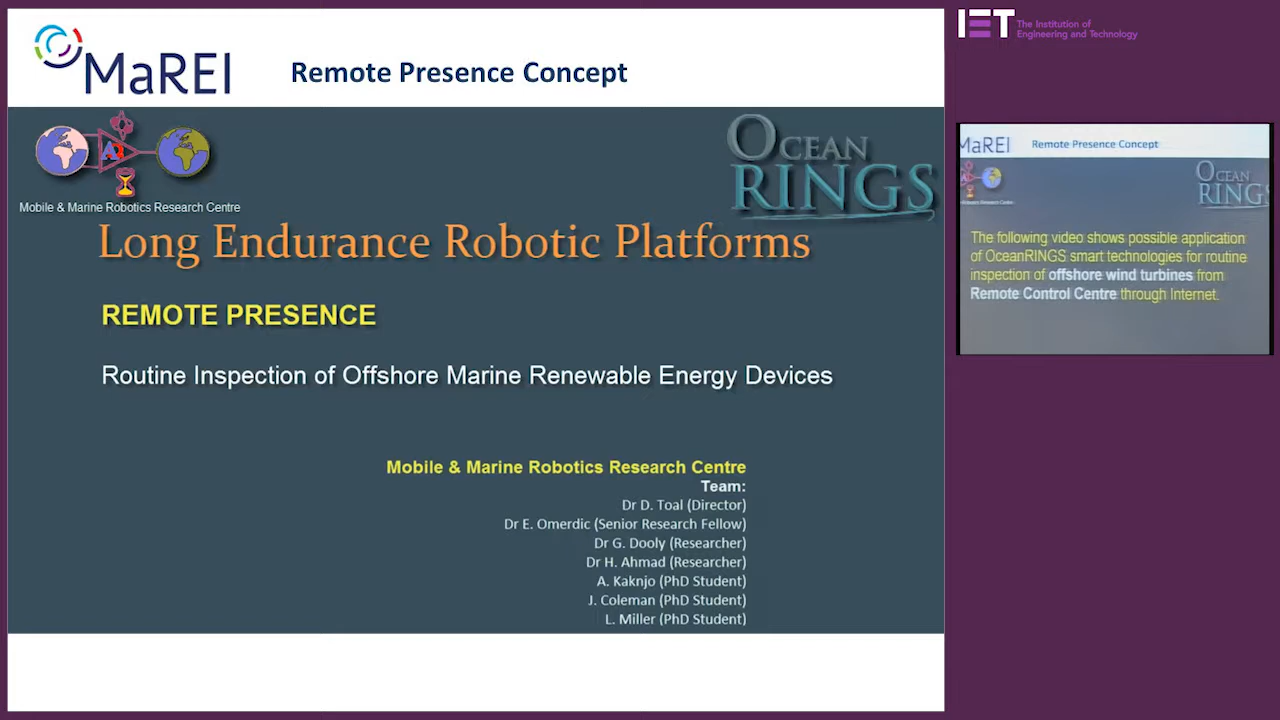 MaREI
Remote Presence Concept
Mobile & Marine Robotics Research Centre
OCEAN
RINGS
Long Endurance Robotic Platforms
REMOTE PRESENCE
Routine Inspection of Offshore Marine Renewable Energy Devices
Mobile & Marine Robotics Research Centre
Team:
Dr D. Toal (Director)
Dr E. Omerdic (Senior Research Fellow)
Dr G. Dooly (Researcher)
Dr H. Ahmad (Researcher)
A. Kaknjo (PhD Student)
J. Coleman (PhD Student)
L. Miller (PhD Student)
IET
The Institution of
Engineering and Technology
MaREI
Remote Presence Concept
OCEAN
RINGS
The following video shows possible application
of OceanRINGS smart technologies for routine
inspection of offshore wind turbines from
Remote Control Centre through Internet.